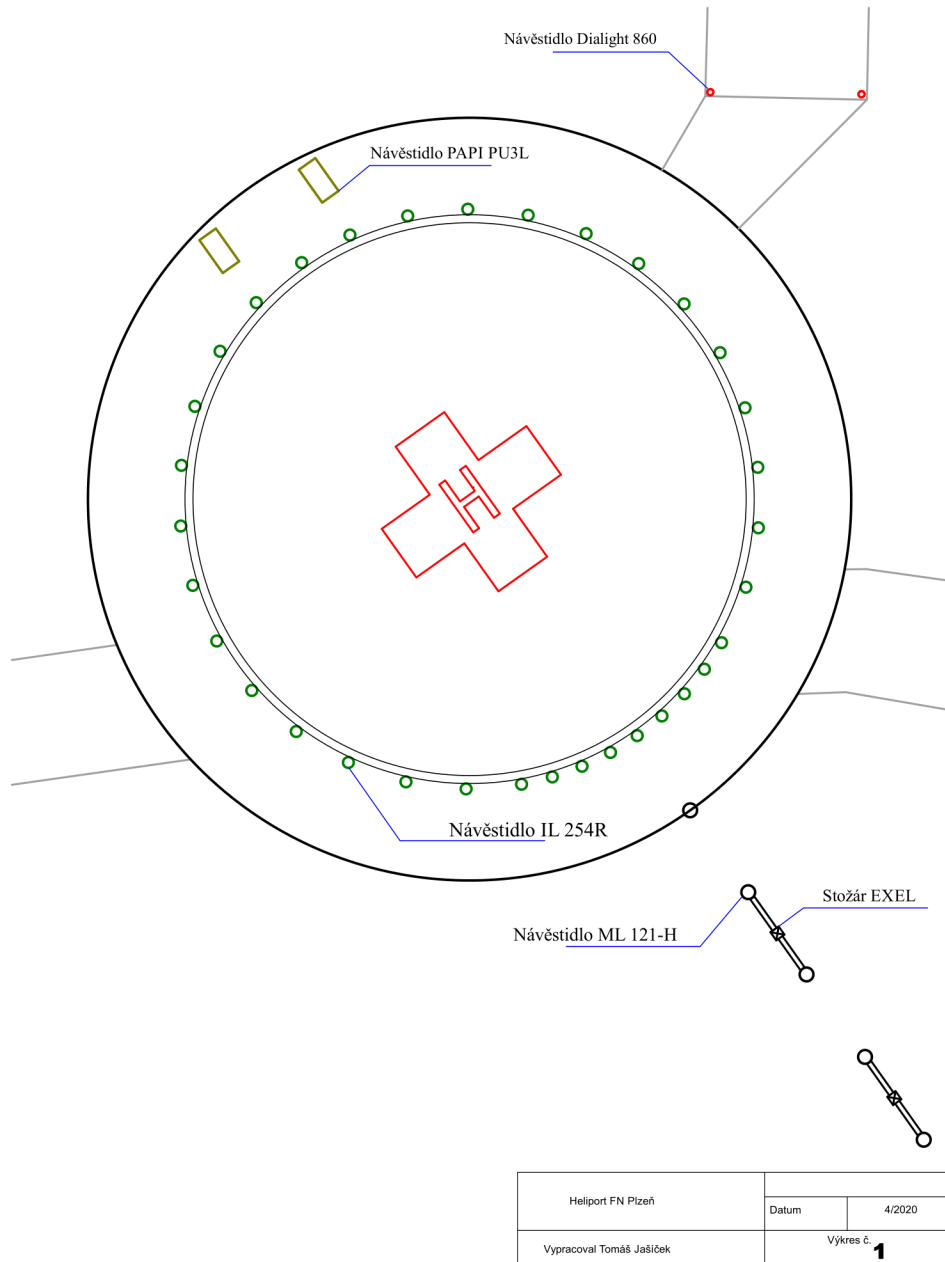 Návěstidlo Dialight 860
Návěstidlo PAPI PU3L
H
Návěstidlo IL 254R
Stožár EXEL
Návěstidlo ML 121-H
Heliport FN Plzeň
Datum
4/2020
Vypracoval Tomáš Jašíček
Výkres č.
1